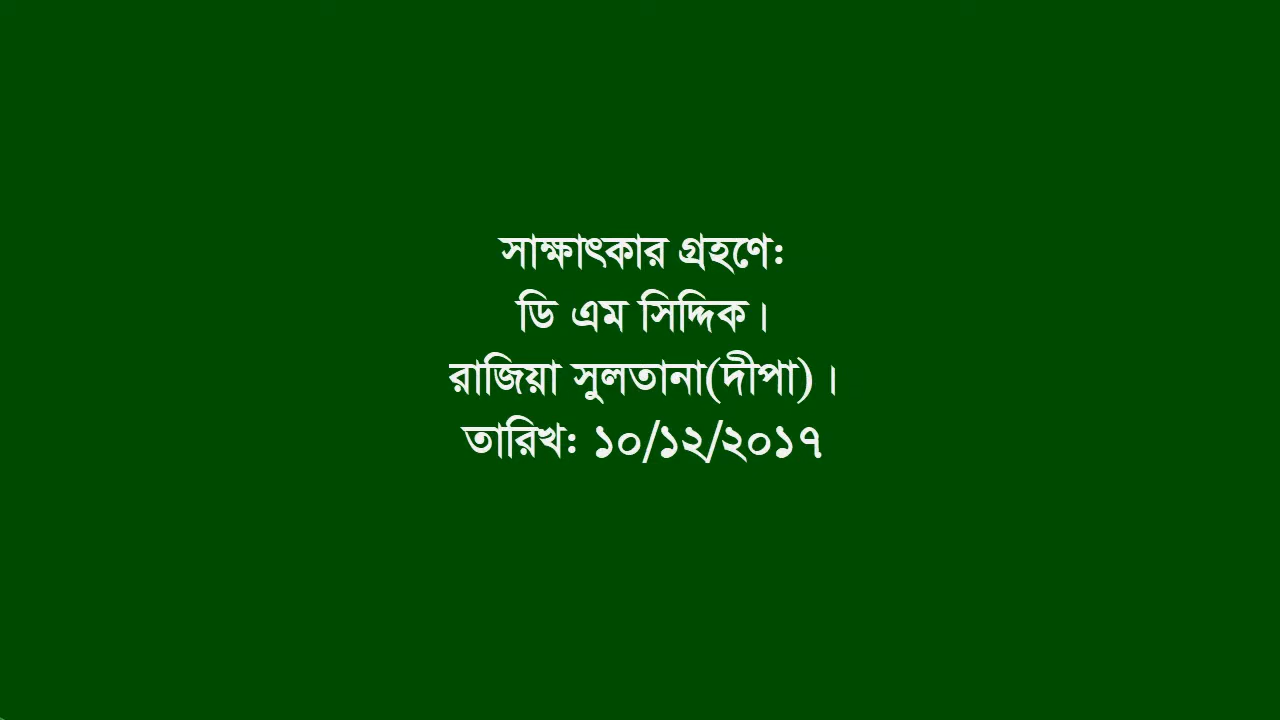 সাক্ষাৎকার গ্রহণে:
ডি এম সিদ্দিক।
রাজিয়া সুলতানা(দীপা)।
তারিখ: ১০/১২/২০১৭